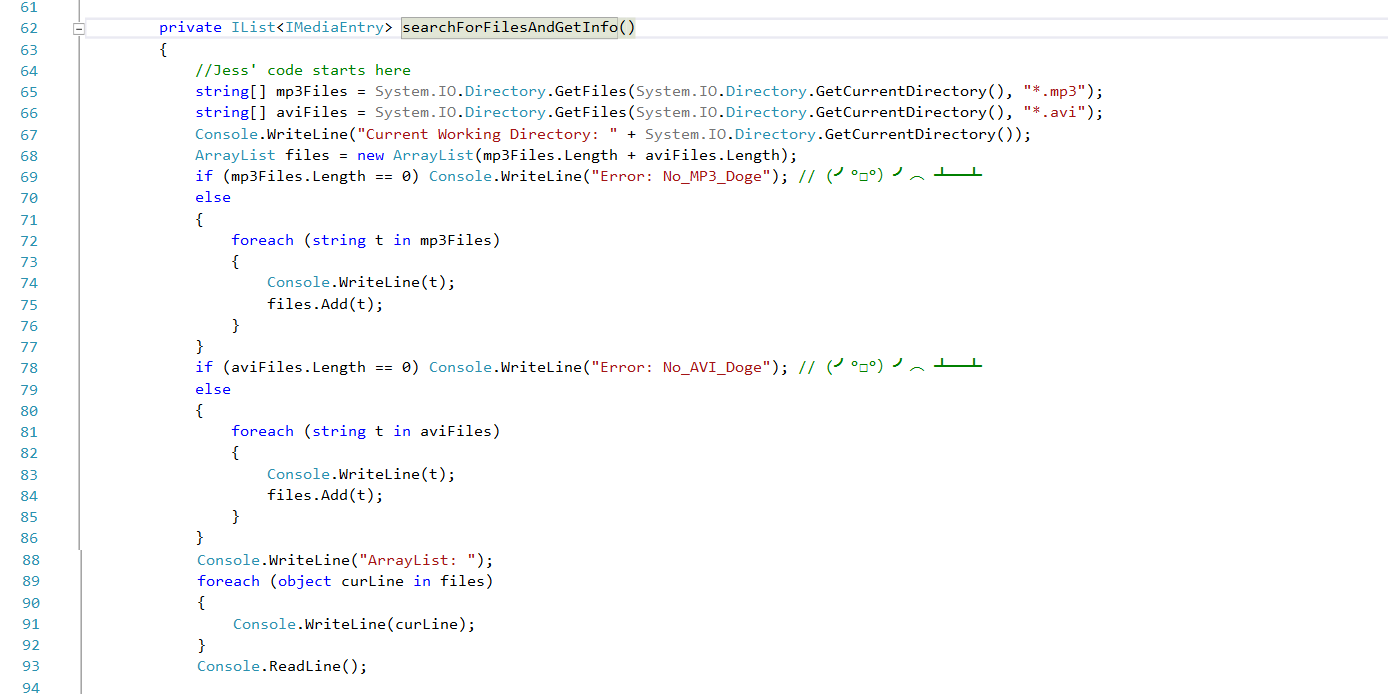 61
62 private IList<IMediaEntry> searchForFilesAndGetInfo()
63 {
64 //Jess' code starts here
65 string[] mp3Files = System.IO.Directory.GetFiles(System.IO.Directory.GetCurrentDirectory(), "*.mp3");
66 string[] aviFiles = System.IO.Directory.GetFiles(System.IO.Directory.GetCurrentDirectory(), "*.avi");
67 Console.WriteLine("Current Working Directory: " + System.IO.Directory.GetCurrentDirectory());
68 ArrayList files = new ArrayList(mp3Files.Length + aviFiles.Length);
69 if (mp3Files.Length == 0) Console.WriteLine("Error: No_MP3_Doge"); // (╯°□°) ╯︵ ┻━┻
70 else
71 {
72 foreach (string t in mp3Files)
73 {
74 Console.WriteLine(t);
75 files.Add(t);
76 }
77 }
78 if (aviFiles.Length == 0) Console.WriteLine("Error: No_AVI_Doge"); // (╯°□°) ╯︵ ┻━┻
79 else
80 {
81 foreach (string t in aviFiles)
82 {
83 Console.WriteLine(t);
84 files.Add(t);
85 }
86 }
88 Console.WriteLine("ArrayList: ");
89 foreach (object curLine in files)
90 {
91 Console.WriteLine(curLine);
92 }
93 Console.ReadLine();
94